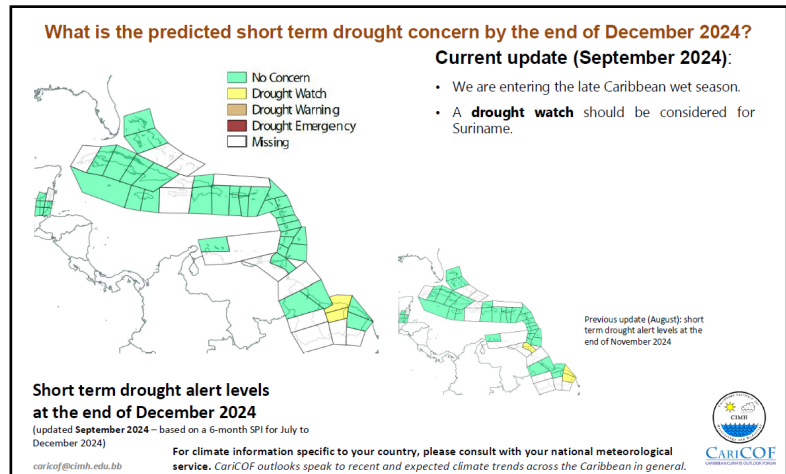 What is the predicted short term drought concern by the end of December 2024?
Current update (September 2024):
• We are entering the late Caribbean wet season.
• A drought watch should be considered for
Suriname.
No Concern
Drought Watch
Drought Warning
Drought Emergency
Missing
Previous update (August): short
term drought alert levels at the
end of November 2024
Short term drought alert levels
at the end of December 2024
(updated September 2024 – based on a 6-month SPI for July to
December 2024)
For climate information specific to your country, please consult with your national meteorological
service. CariCOF outlooks speak to recent and expected climate trends across the Caribbean in general.
caricof@cimh.edu.bb
CIMH
CARICOF
CARIBBEAN CLIMATE OUTLOOK FORUM